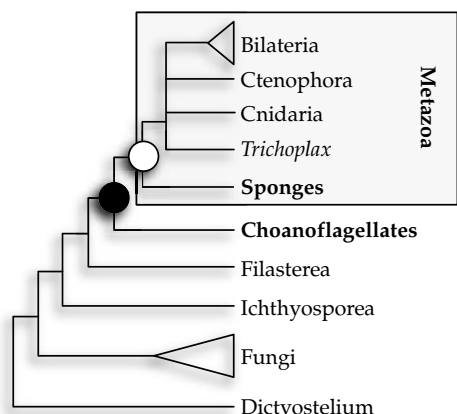 Bilateria
Ctenophora
Cnidaria
Trichoplax
Sponges
Metazoa
Choanoflagellates
Filasterea
Ichthyosporea
Fungi
Dictyostelium